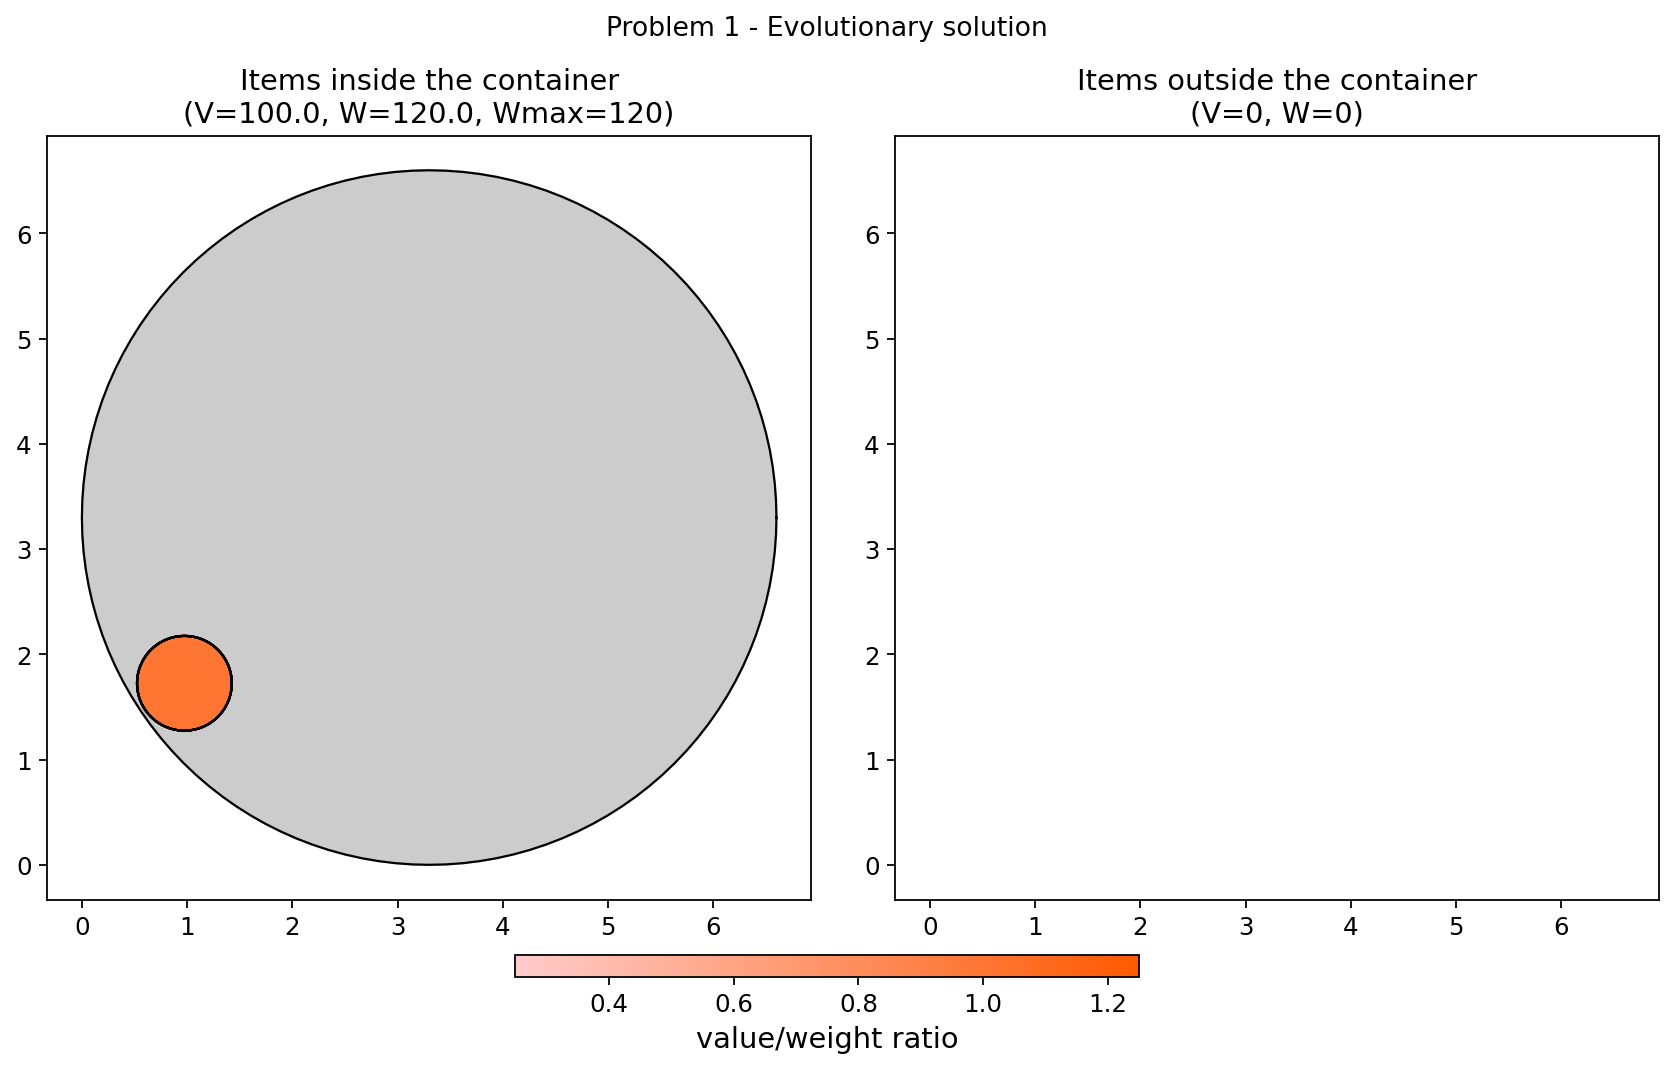 Problem 1 - Evolutionary solution
Items inside the container
(V=100.0, W=120.0, Wmax=120)
6
5
4
3
2
1
0
0 1 2 3 4 5 6
Items outside the container
(V=0, W=0)
6
5
4
3
2
1
0
0 1 2 3 4 5 6
0.4 0.6 0.8 1.0 1.2
value/weight ratio